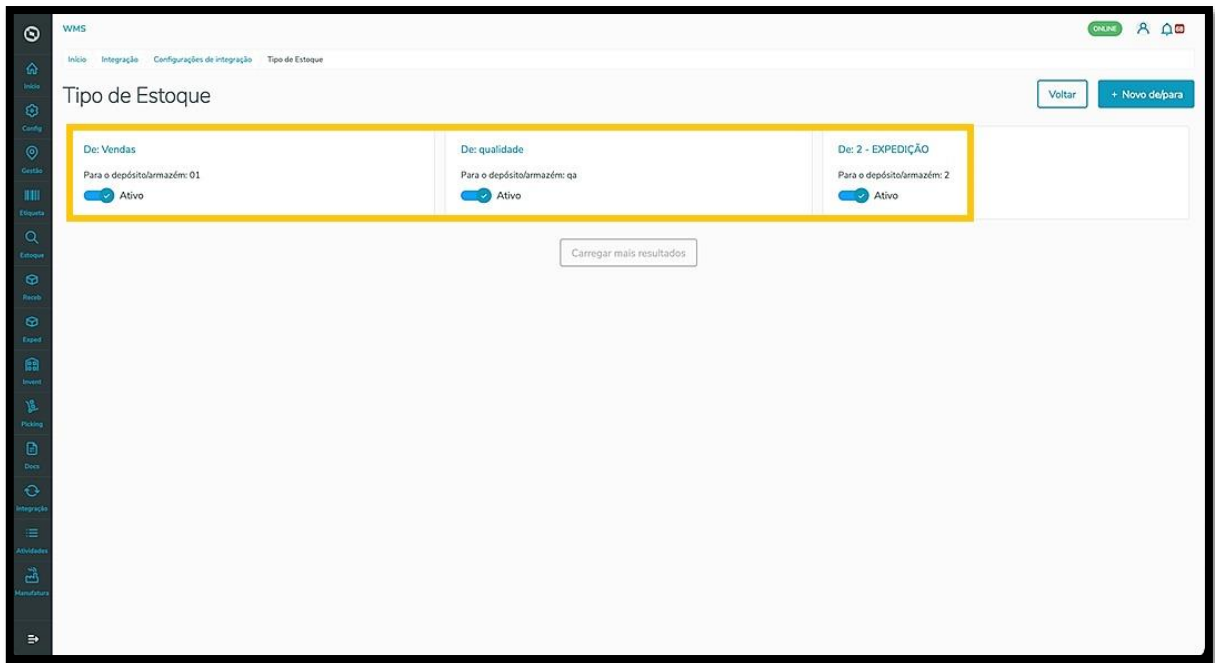 WMS
ONLINE
68
Início Integração Configurações de integração Tipo de Estoque
Tipo de Estoque
Voltar
+ Novo de/para
De: Vendas
Para o depósito/armazém: 01
Ativo
De: qualidade
Para o depósito/armazém: qa
Ativo
De: 2 - EXPEDIÇÃO
Para o depósito/armazém: 2
Ativo
Carregar mais resultados
Início
Config
Gestão
Etiqueta
Estoque
Receb
Exped
Invent
Picking
Docs
Integração
Atividades
Manufatura